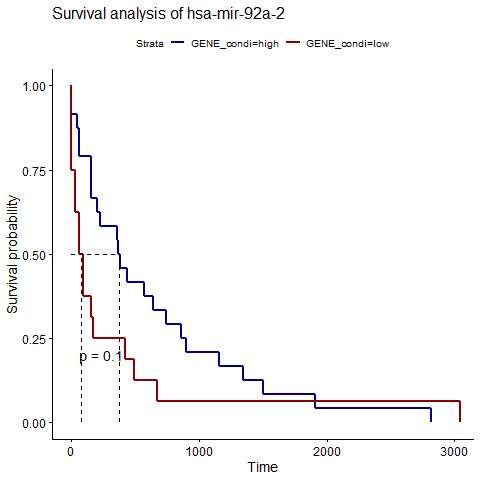 Survival analysis of hsa-mir-92a-2
Strata GENE_condi=high GENE_condi=low
Survival probability
1.00
0.75
0.50
0.25
0.00
p = 0.1
0 1000 2000 3000
Time